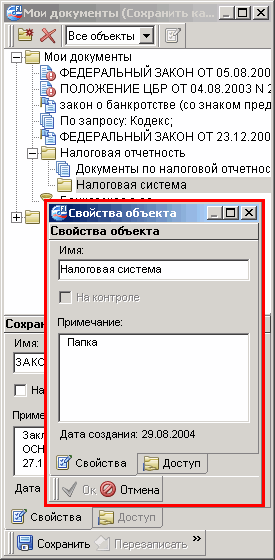 Мои документы (Сохранить ка...
Все объекты
Мои документы
ФЕДЕРАЛЬНЫЙ ЗАКОН ОТ 05.08.200
ПОЛОЖЕНИЕ ЦБР ОТ 04.08.2003 N 2
закон о банкротстве (со знаком пред
По запросу: Кодекс;
ФЕДЕРАЛЬНЫЙ ЗАКОН ОТ 23.12.200
Налоговая отчетность
Документы по налоговой отчетнос
Налоговая система
Свойства объекта
Свойства объекта
Имя:
Налоговая система
На контроле
Примечание:
Папка
Дата создания: 29.08.2004
Свойства
Доступ
Ок
Отмена
Сохран
Имя:
ЗАКО
На
Приме
Закл
ОСН
27.1
Дата
Свойства
Доступ
Сохранить
Перезаписать
»